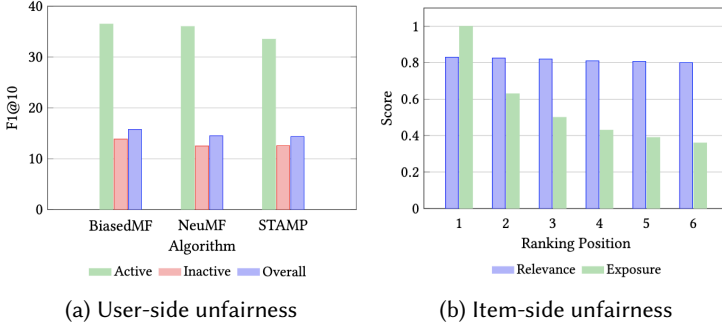 40
30
20
10
0
F1@10
BiasedMF NeuMF STAMP
Algorithm
Active Inactive Overall
(a) User-side unfairness
1
0.8
0.6
0.4
0.2
0
Score
1 2 3 4 5 6
Ranking Position
Relevance Exposure
(b) Item-side unfairness